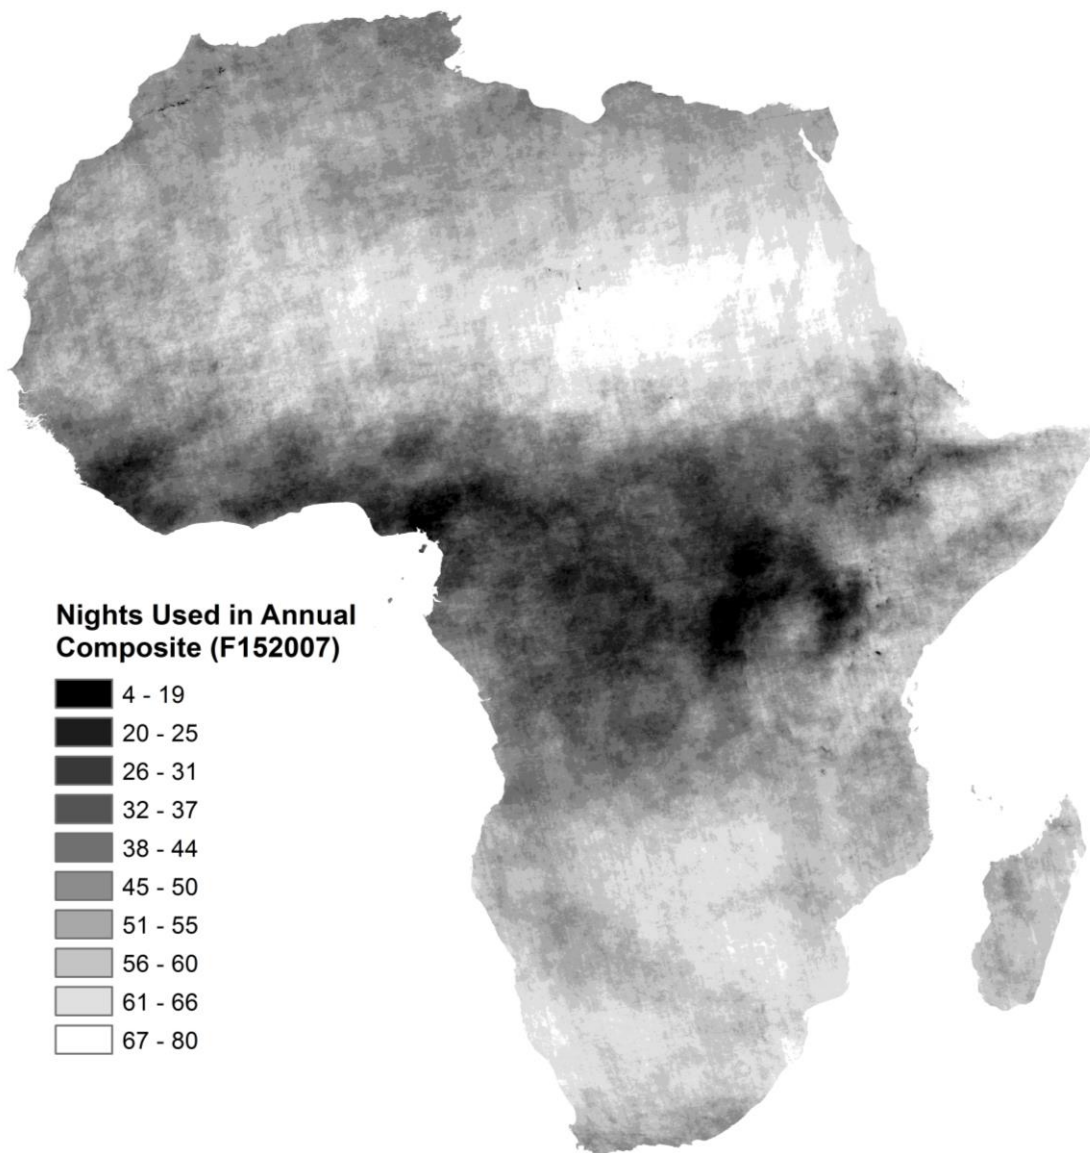 Nights Used in Annual
Composite (F152007)
4 - 19
20 - 25
26 - 31
32 - 37
38 - 44
45 - 50
51 - 55
56 - 60
61 - 66
67 - 80